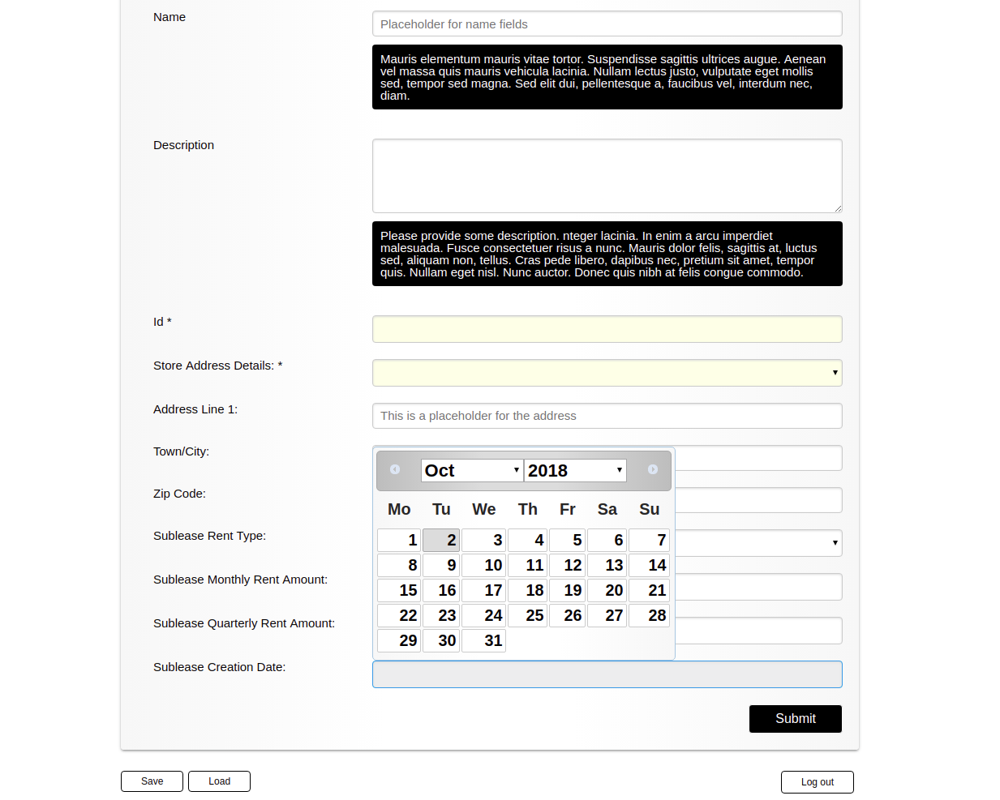 Name
Placeholder for name fields
Mauris elementum mauris vitae tortor. Suspendisse sagittis ultrices augue. Aenean
vel massa quis mauris vehicula lacinia. Nullam lectus justo, vulputate eget mollis
sed, tempor sed magna. Sed elit dui, pellentesque a, faucibus vel, interdum nec,
diam.
Description
Please provide some description. nteger lacinia. In enim a arcu imperdiet
malesuada. Fusce consectetuer risus a nunc. Mauris dolor felis, sagittis at, luctus
sed, aliquam non, tellus. Cras pede libero, dapibus nec, pretium sit amet, tempor
quis. Nullam eget nisl. Nunc auctor. Donec quis nibh at felis congue commodo.
Id *
Store Address Details: *
Address Line 1:
This is a placeholder for the address
Town/City:
Zip Code:
Sublease Rent Type:
Sublease Monthly Rent Amount:
Sublease Quarterly Rent Amount:
Sublease Creation Date:
Oct 2018
Mo Tu We Th Fr Sa Su
1 2 3 4 5 6 7
8 9 10 11 12 13 14
15 16 17 18 19 20 21
22 23 24 25 26 27 28
29 30 31
Submit
Save Load Log out